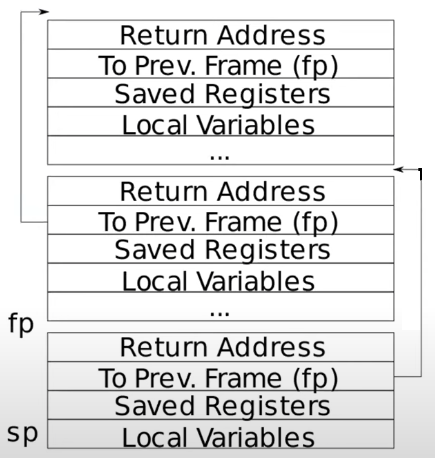 Return Address
To Prev. Frame (fp)
Saved Registers
Local Variables
...
Return Address
To Prev. Frame (fp)
Saved Registers
Local Variables
...
fp
Return Address
To Prev. Frame (fp)
Saved Registers
sp
Local Variables